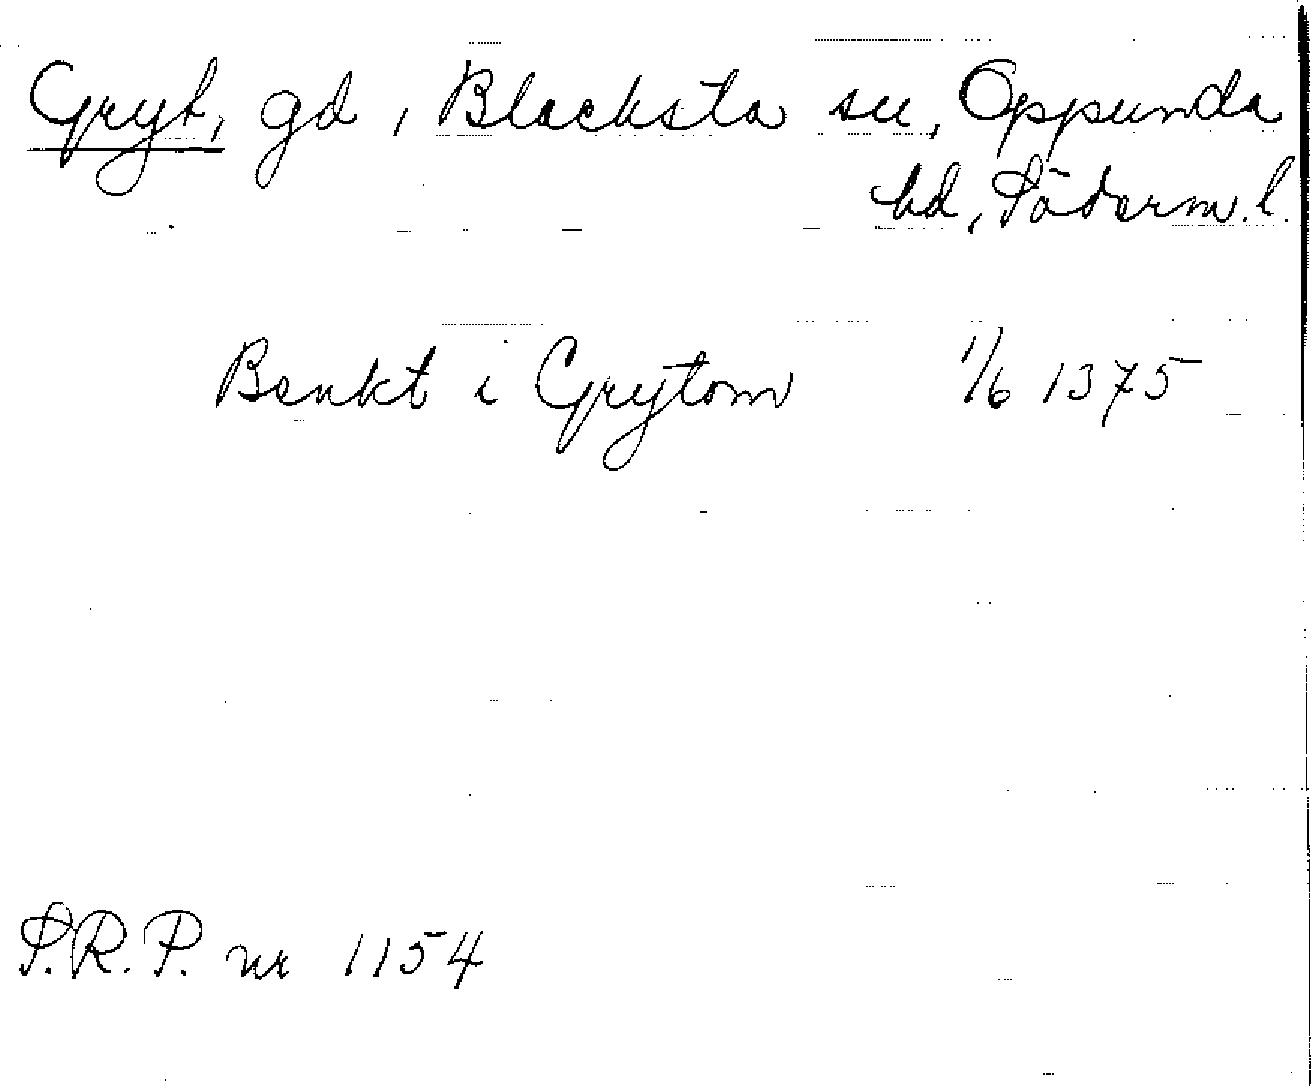 Gryt, gd, Blacksta sn, Oppunda
hd, Söderm. l.
Benkt i Grytom 1/6 1375
S.R.P. nr 1154